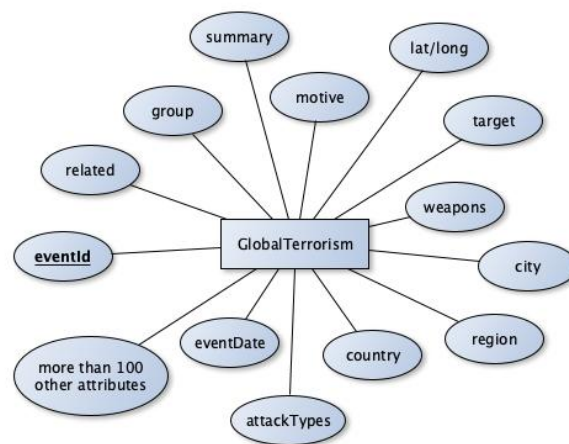 summary
lat/long
motive
group
target
related
weapons
GlobalTerrorism
eventId
city
eventDate
region
country
more than 100
other attributes
attackTypes